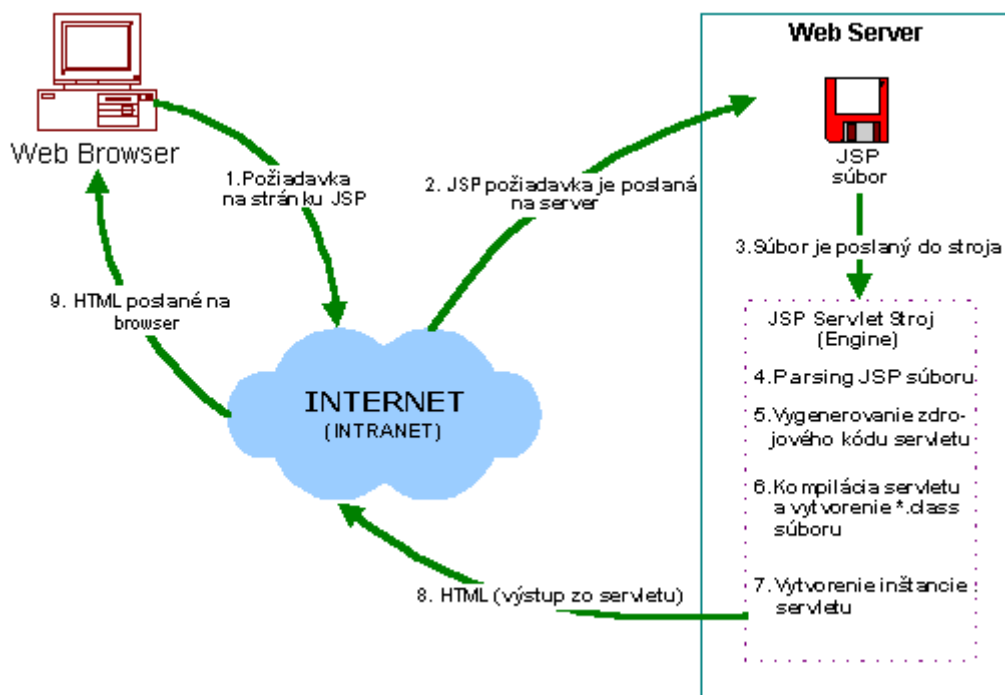 Web Server
Web Browser
JSP
súbor
1.Požiadavka
na stránku JSP
2. JSP požiadavka je poslaná
na server
3.Súbor je poslaný do stroja
9. HTML poslané na
browser
JSP Servlet Stroj
(Engine)
4.Parsing JSP súboru
5.Vygenerovanie zdro-
jového kódu servletu
6.Kompilácia servletu
a vytvorenie *.class
súboru
7. Vytvorenie inštancie
servletu
INTERNET
(INTRANET)
8. HTML (výstup zo servletu)